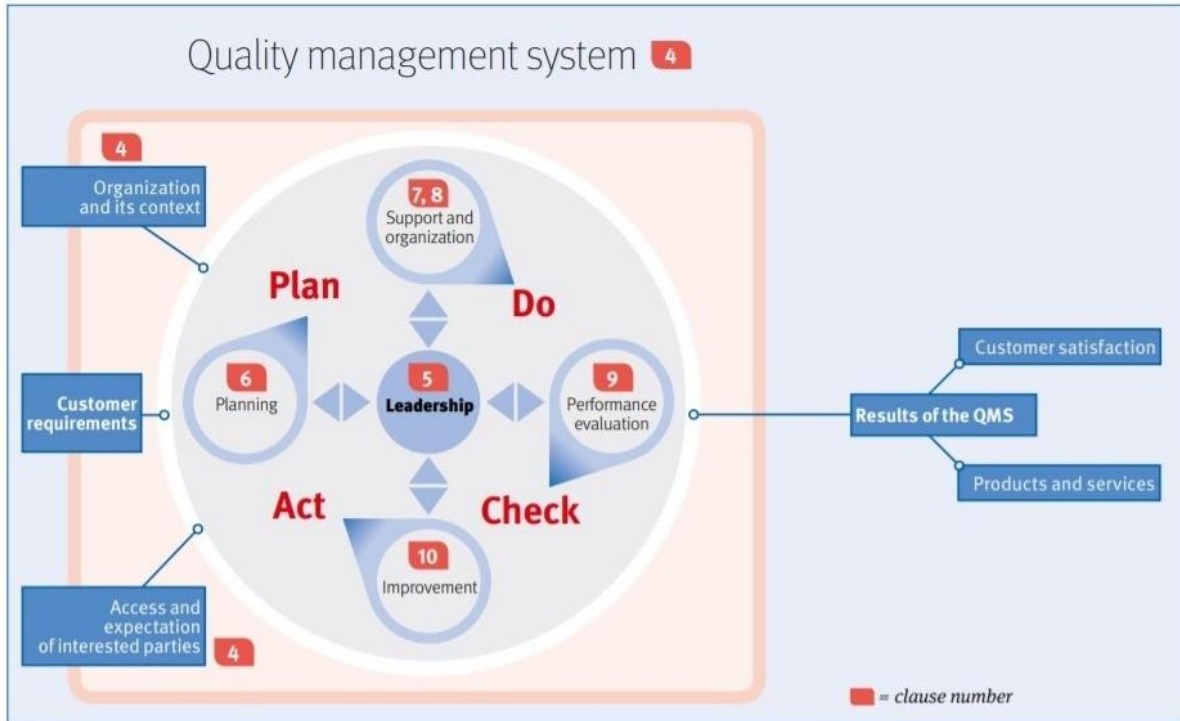 Quality management system 4
4
Organization
and its context
7, 8
Support and
organization
Plan
Do
6
Planning
5
Leadership
9
Performance
evaluation
Customer
requirements
Customer satisfaction
Results of the QMS
Products and services
Act
Check
10
Improvement
Access and
expectation
of interested parties
4
= clause number